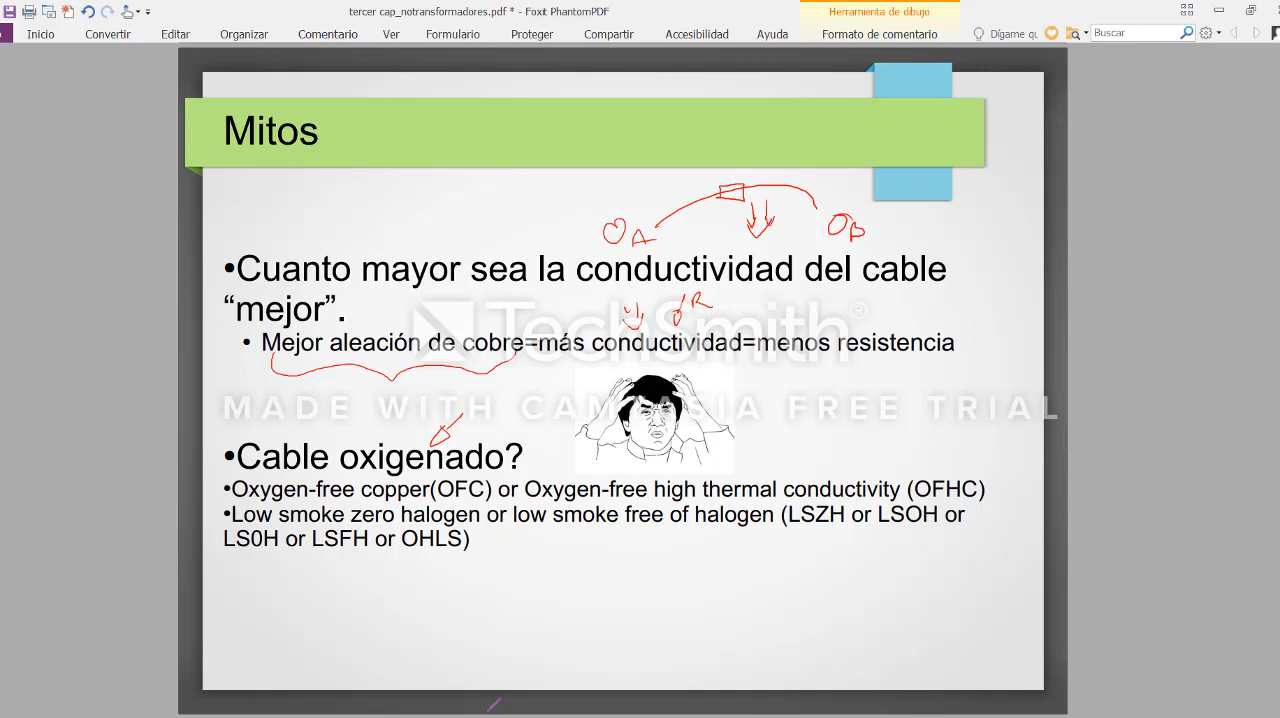 tercer cap_notransformadores.pdf * - Foxit PhantomPDF
Herramienta de dibujo
Inicio Convertir Editar Organizar Comentario Ver Formulario Proteger Compartir Accesibilidad Ayuda Formato de comentario Dígame Buscar
Mitos
A B
•Cuanto mayor sea la conductividad del cable
“mejor”.
R
TechSmith®
• Mejor aleación de cobre=más conductividad=menos resistencia
MADE WITH CAMTASIA FREE TRIAL
•Cable oxigenado?
•Oxygen-free copper(OFC) or Oxygen-free high thermal conductivity (OFHC)
•Low smoke zero halogen or low smoke free of halogen (LSZH or LSOH or
LS0H or LSFH or OHLS)